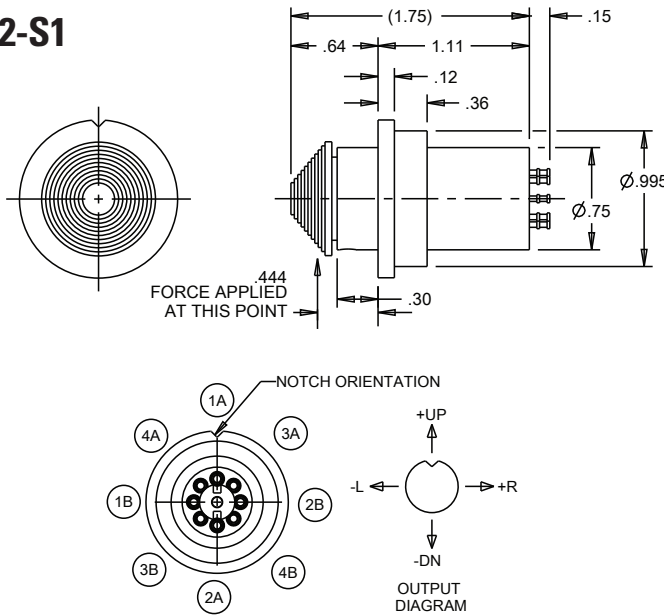 2-S1
(1.75)
.15
.64
1.11
.12
.36
Ø.995
Ø.75
.444
FORCE APPLIED
AT THIS POINT
.30
NOTCH ORIENTATION
1A
4A
3A
1B
2B
3B
4B
2A
+UP
-L
+R
-DN
OUTPUT
DIAGRAM